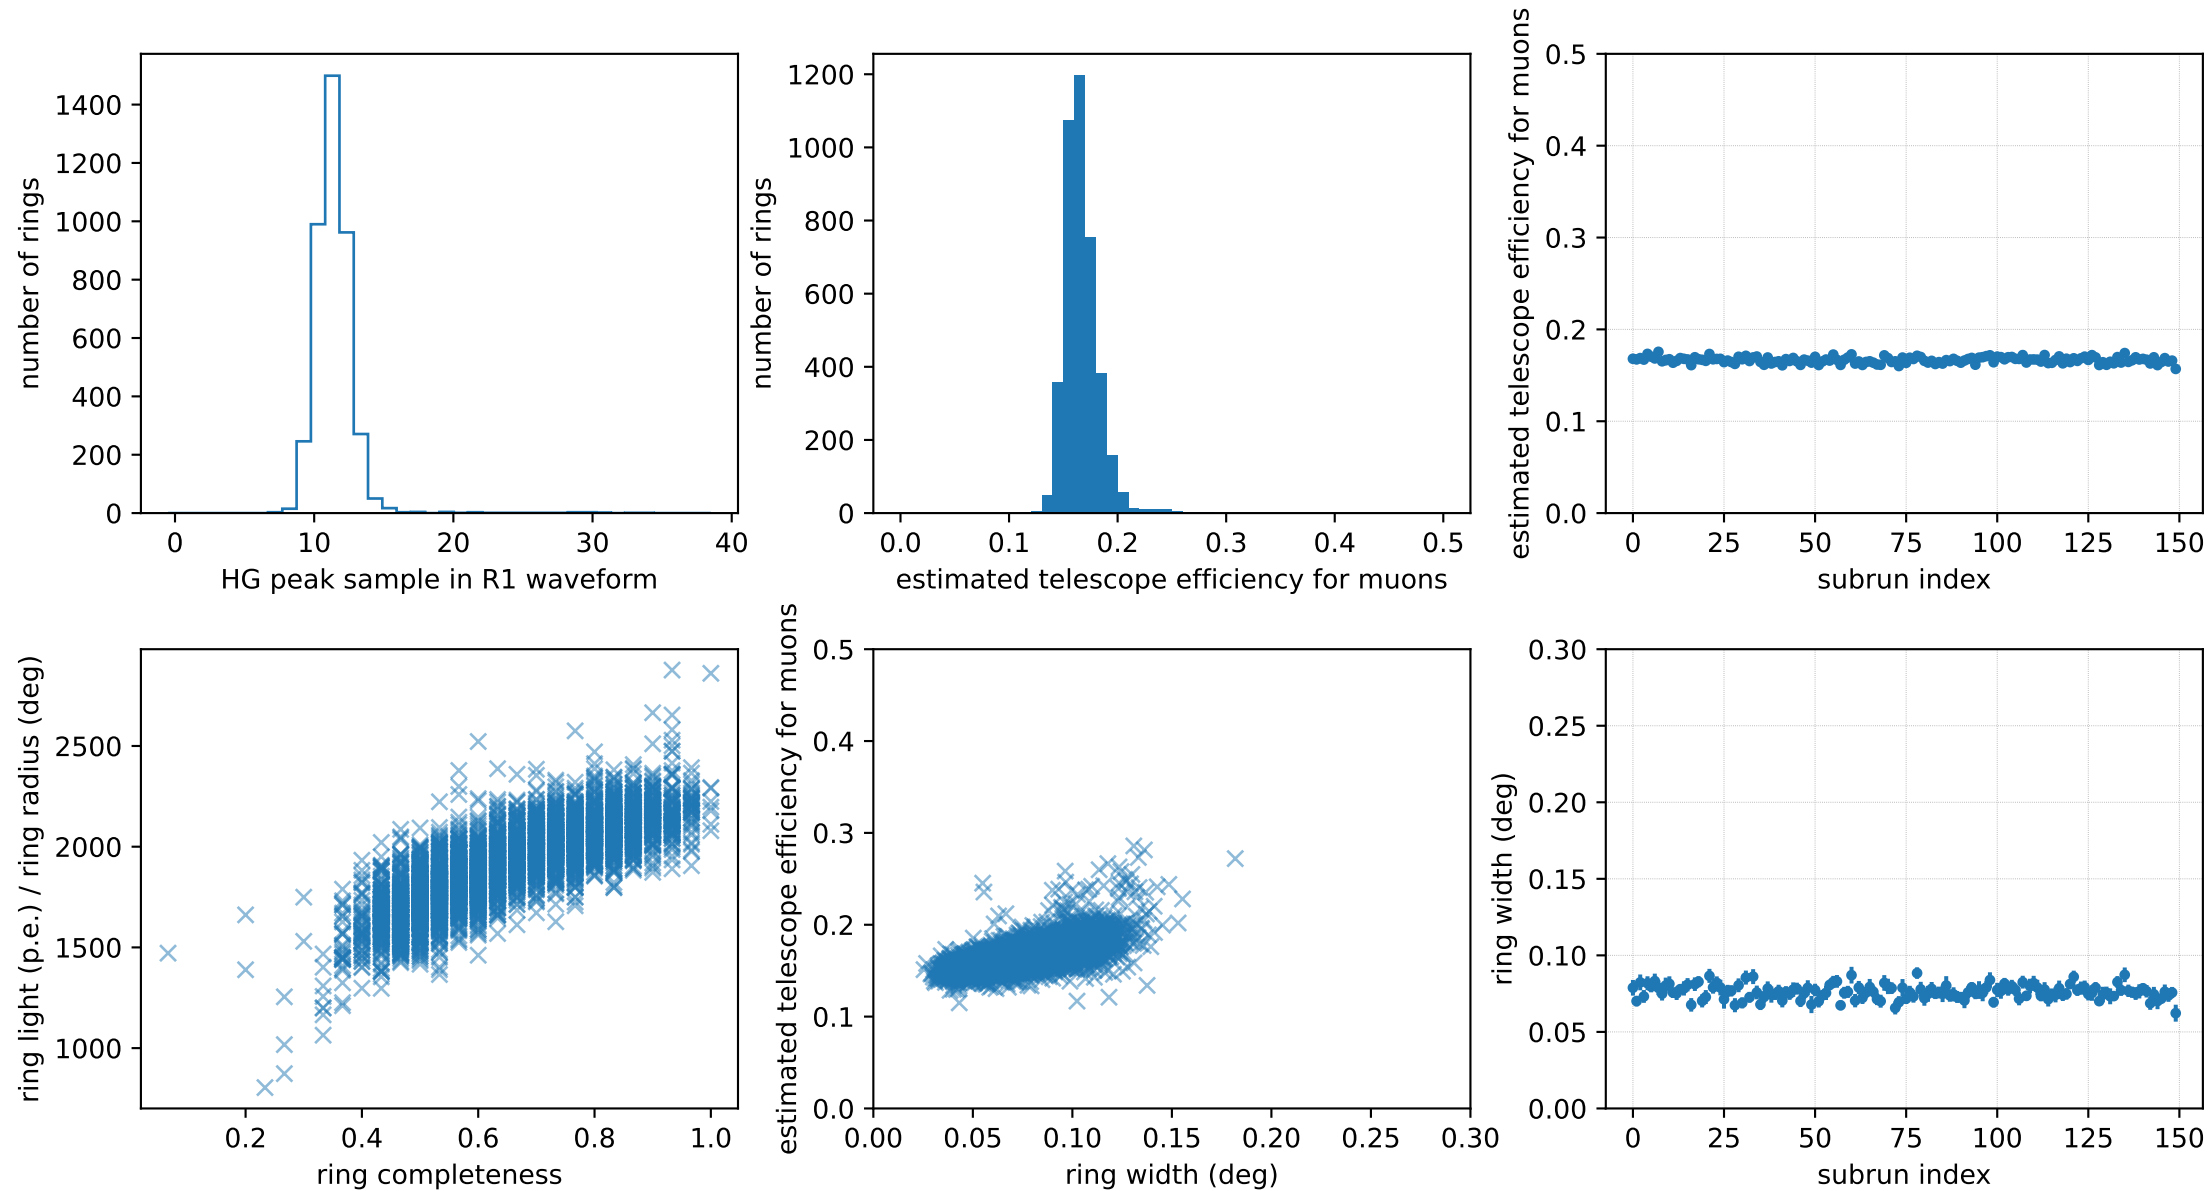 number of rings
1400
1200
1000
800
600
400
200
0
0 10 20 30 40
HG peak sample in R1 waveform
number of rings
1200
1000
800
600
400
200
0
0.0 0.1 0.2 0.3 0.4 0.5
estimated telescope efficiency for muons
estimated telescope efficiency for muons
0.5
0.4
0.3
0.2
0.1
0.0
0 25 50 75 100 125 150
subrun index
ring light (p.e.) / ring radius (deg)
2500
2000
1500
1000
0.2 0.4 0.6 0.8 1.0
ring completeness
estimated telescope efficiency for muons
0.5
0.4
0.3
0.2
0.1
0.0
0.00 0.05 0.10 0.15 0.20 0.25 0.30
ring width (deg)
ring width (deg)
0.30
0.25
0.20
0.15
0.10
0.05
0.00
0 25 50 75 100 125 150
subrun index